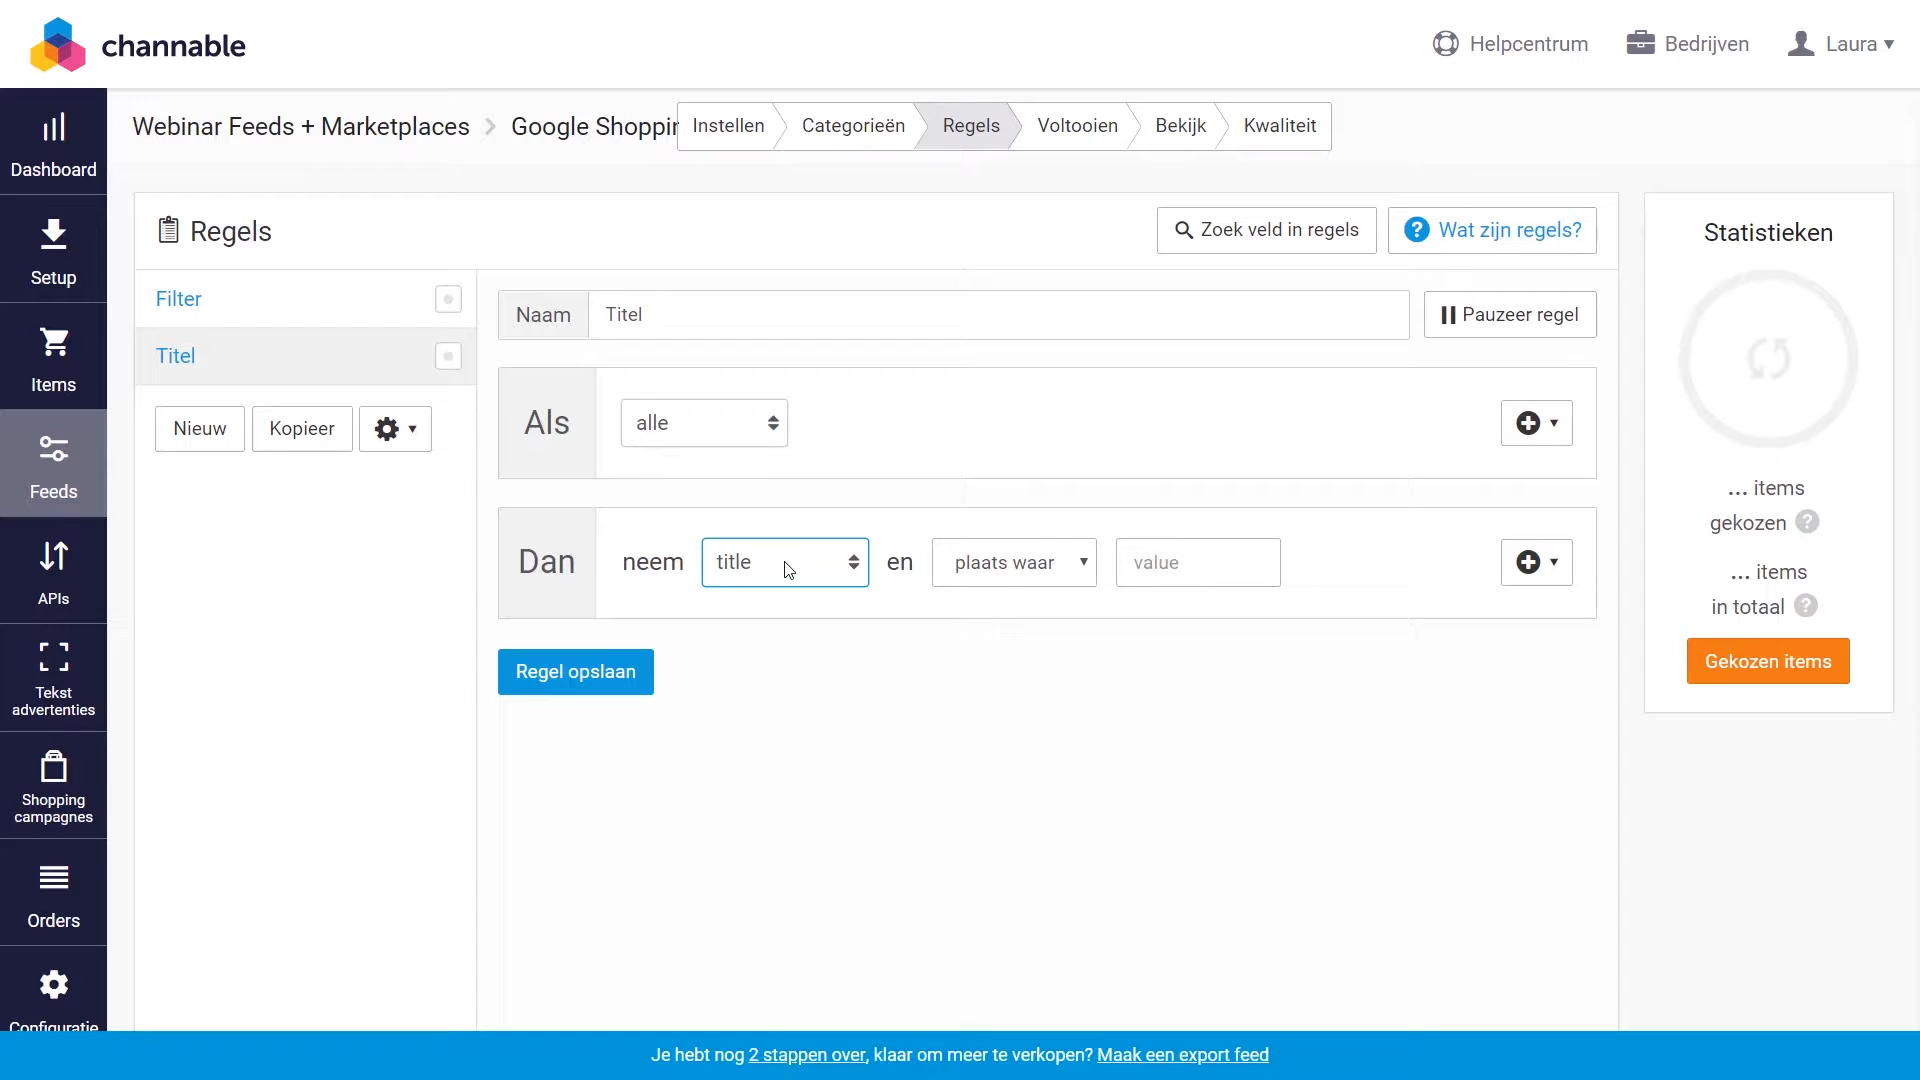 channable
Helpcentrum
Bedrijven
Laura
Webinar Feeds + Marketplaces
Google Shoppin
Instellen
Categorieën
Regels
Voltooien
Bekijk
Kwaliteit
Dashboard
Setup
Items
Feeds
APIs
Tekst
advertenties
Shopping
campagnes
Orders
Configuratie
Regels
Zoek veld in regels
? Wat zijn regels?
Filter
Titel
Nieuw
Kopieer
Naam
Titel
Pauzeer regel
Als
alle
Dan
neem
title
en
plaats waar
value
Regel opslaan
Statistieken
... items
gekozen ?
... items
in totaal ?
Gekozen items
Je hebt nog 2 stappen over, klaar om meer te verkopen? Maak een export feed